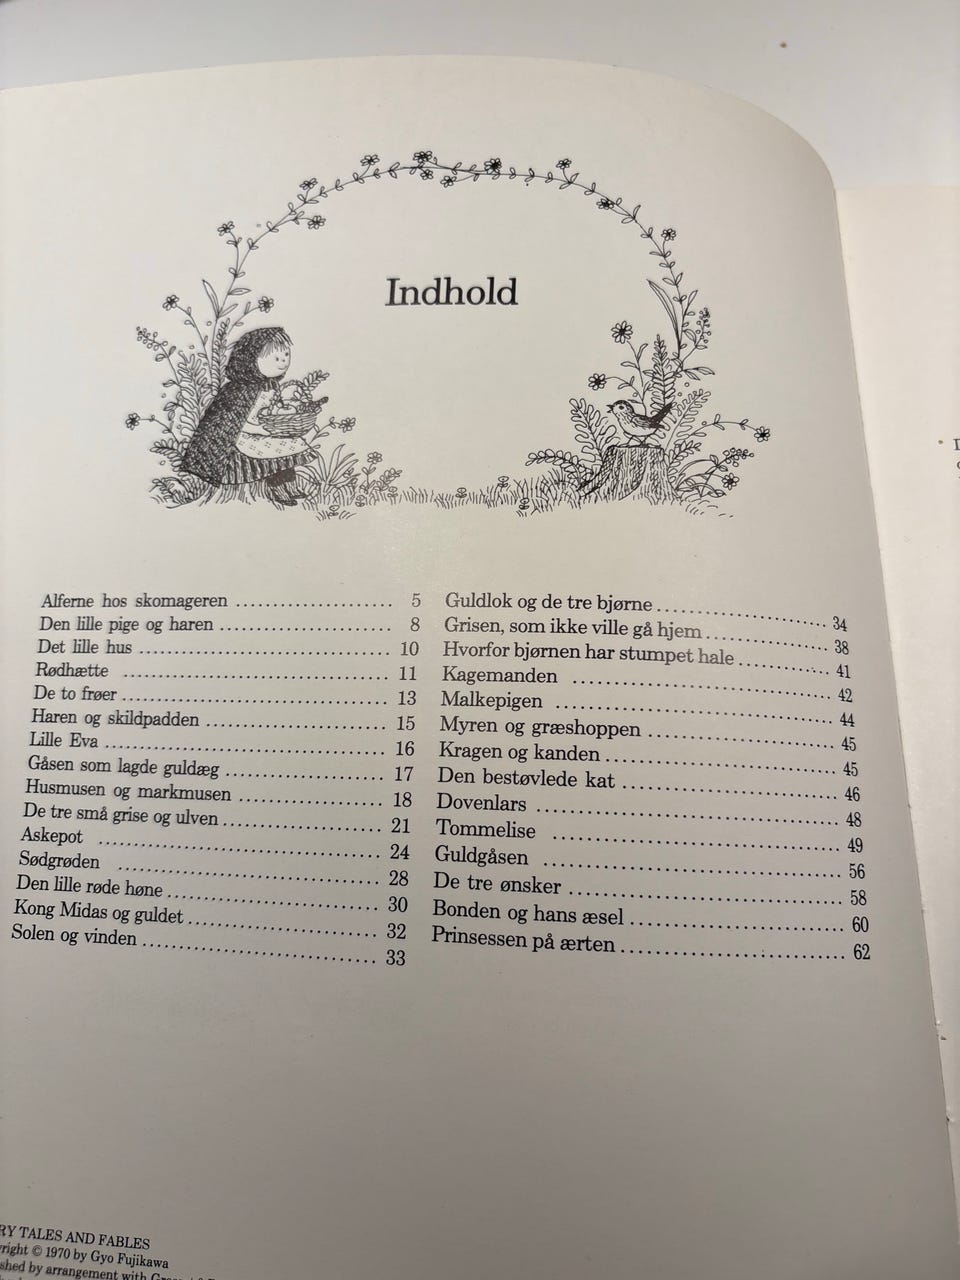 Indhold
Alferne hos skomageren 5
Den lille pige og haren 8
Det lille hus 10
Rødhætte 11
De to frøer 13
Haren og skildpadden 15
Lille Eva 16
Gåsen som lagde guldæg 17
Husmusen og markmusen 18
De tre små grise og ulven 21
Askepot 24
Sødgrøden 28
Den lille røde høne 30
Kong Midas og guldet 32
Solen og vinden 33
Guldlok og de tre bjørne 34
Grisen, som ikke ville gå hjem 38
Hvorfor bjørnen har stumpet hale 41
Kagemanden 42
Malkepigen 44
Myren og græshoppen 45
Kragen og kanden 45
Den bestøvlede kat 46
Dovenlars 48
Tommelise 49
Guldgåsen 56
De tre ønsker 58
Bonden og hans æsel 60
Prinsessen på ærten 62
RY TALES AND FABLES
right © 1970 by Gyo Fujikawa
shed by arrangement with